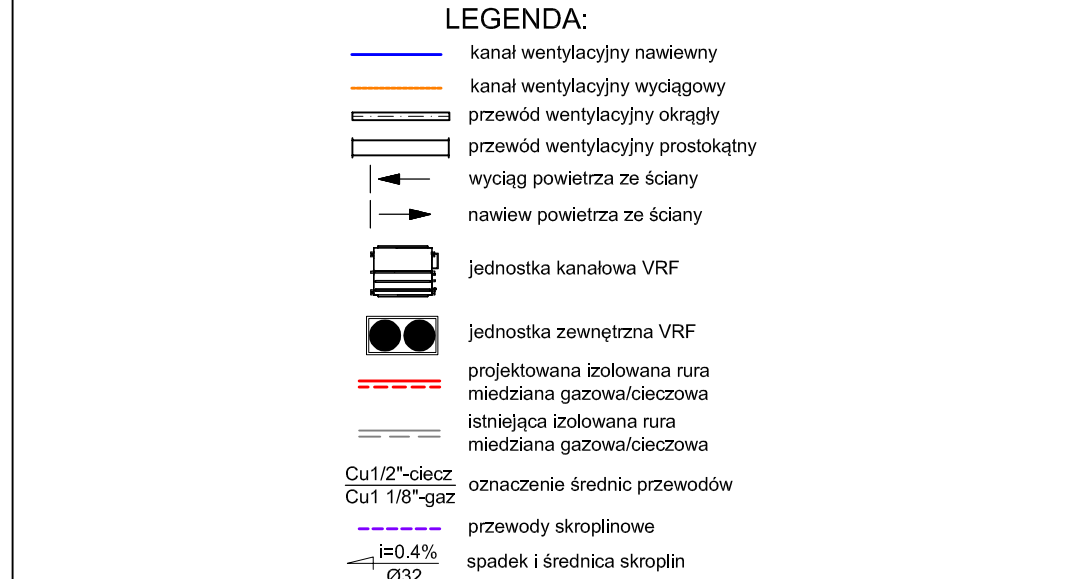 LEGENDA:
kanał wentylacyjny nawiewny
kanał wentylacyjny wyciągowy
przewód wentylacyjny okrągły
przewód wentylacyjny prostokątny
wyciąg powietrza ze ściany
nawiew powietrza ze ściany
jednostka kanałowa VRF
jednostka zewnętrzna VRF
projektowana izolowana rura
miedziana gazowa/cieczowa
istniejąca izolowana rura
miedziana gazowa/cieczowa
Cu1/2"-ciecz
Cu1 1/8"-gaz
oznaczenie średnic przewodów
przewody skroplinowe
i=0.4%
Ø32
spadek i średnica skroplin